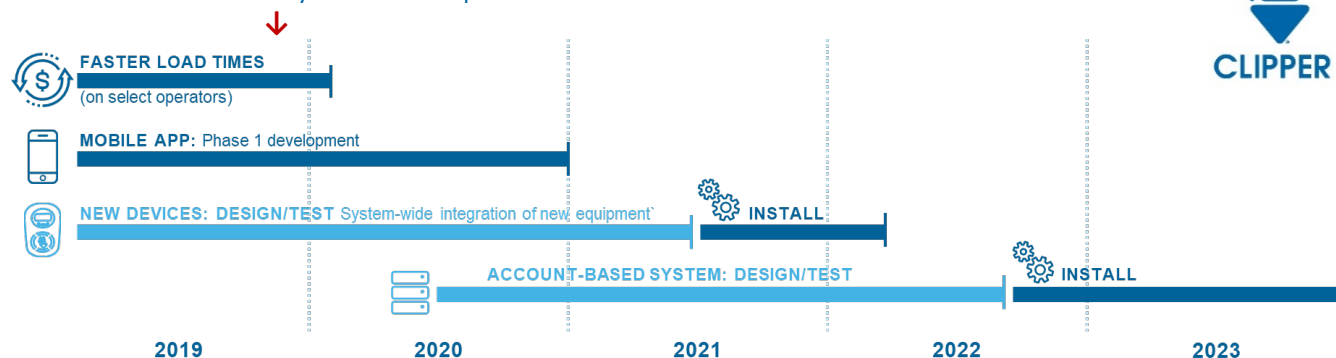 CLIPPER
FASTER LOAD TIMES
$
(on select operators)
MOBILE APP: Phase 1 development
NEW DEVICES: DESIGN/TEST System-wide integration of new equipment`
INSTALL
ACCOUNT-BASED SYSTEM: DESIGN/TEST
INSTALL
2019 2020 2021 2022 2023